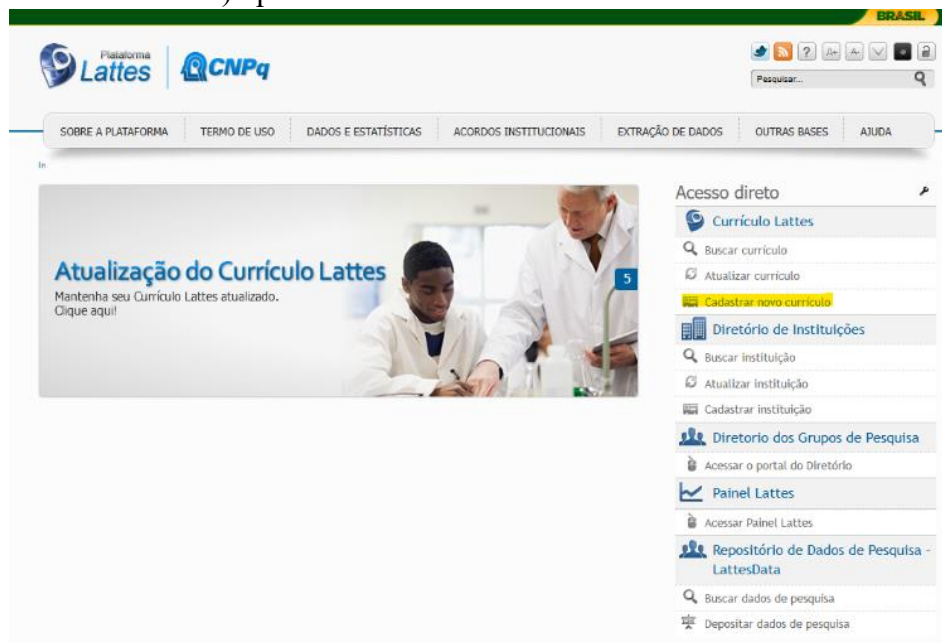 BRASIL
Plataforma
Lattes
CNPq
Pesquisar...
SOBRE A PLATAFORMA
TERMO DE USO
DADOS E ESTATÍSTICAS
ACORDOS INSTITUCIONAIS
EXTRAÇÃO DE DADOS
OUTRAS BASES
AJUDA
In
Atualização do Currículo Lattes
Mantenha seu Currículo Lattes atualizado.
Clique aqui!
5
Acesso direto
Currículo Lattes
Buscar currículo
Atualizar currículo
Cadastrar novo currículo
Diretório de Instituições
Buscar instituição
Atualizar instituição
Cadastrar instituição
Diretorio dos Grupos de Pesquisa
Acessar o portal do Diretório
Painel Lattes
Acessar Painel Lattes
Repositório de Dados de Pesquisa -
LattesData
Buscar dados de pesquisa
Depositar dados de pesquisa